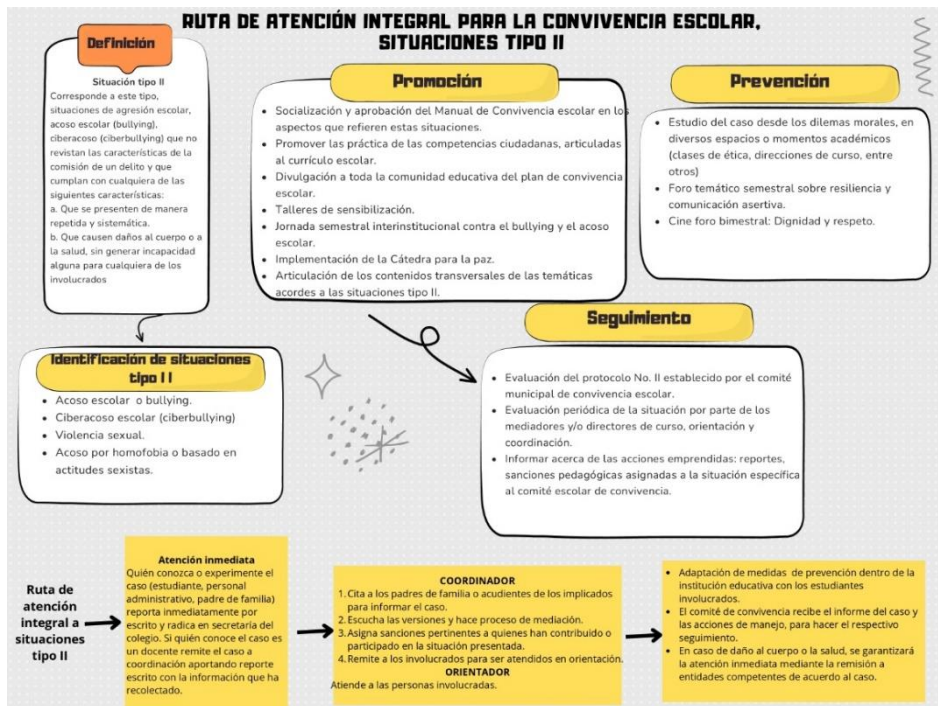 RUTA DE ATENCIÓN INTEGRAL PARA LA CONVIVENCIA ESCOLAR,
SITUACIONES TIPO II
Definición
Situación tipo II
Corresponde a este tipo,
situaciones de agresión escolar,
acoso escolar (bullying),
ciberacoso (ciberbullying) que no
revistan las características de la
comisión de un delito y que
cumplan con cualquiera de las
siguientes características:
a. Que se presenten de manera
repetida y sistemática.
b. Que causen daños al cuerpo o a
la salud, sin generar incapacidad
alguna para cualquiera de los
involucrados
Promoción
• Socialización y aprobación del Manual de Convivencia escolar en los
aspectos que refieren estas situaciones.
• Promover las práctica de las competencias ciudadanas, articuladas
al currículo escolar.
• Divulgación a toda la comunidad educativa del plan de convivencia
escolar.
• Talleres de sensibilización.
• Jornada semestral interinstitucional contra el bullying y el acoso
escolar.
• Implementación de la Cátedra para la paz.
• Articulación de los contenidos transversales de las temáticas
acordes a las situaciones tipo II.
Prevención
• Estudio del caso desde los dilemas morales, en
diversos espacios o momentos académicos
(clases de ética, direcciones de curso, entre
otros)
• Foro temático semestral sobre resiliencia y
comunicación asertiva.
• Cine foro bimestral: Dignidad y respeto.
Identificación de situaciones
tipo I I
• Acoso escolar o bullying.
• Ciberacoso escolar (ciberbullying)
• Violencia sexual.
• Acoso por homofobia o basado en
actitudes sexistas.
Seguimiento
• Evaluación del protocolo No. II establecido por el comité
municipal de convivencia escolar.
• Evaluación periódica de la situación por parte de los
mediadores y/o directores de curso, orientación y
coordinación.
• Informar acerca de las acciones emprendidas: reportes,
sanciones pedagógicas asignadas a la situación específica
al comité escolar de convivencia.
Ruta de
atención
integral a
situaciones
tipo II
Atención inmediata
Quién conozca o experimente el
caso (estudiante, personal
administrativo, padre de familia)
reporta inmediatamente por
escrito y radica en secretaría del
colegio. Si quién conoce el caso es
un docente remite el caso a
coordinación aportando reporte
escrito con la información que ha
recolectado.
COORDINADOR
1. Cita a los padres de familia o acudientes de los implicados
para informar el caso.
2. Escucha las versiones y hace proceso de mediación.
3. Asigna sanciones pertinentes a quienes han contribuido o
participado en la situación presentada.
4. Remite a los involucrados para ser atendidos en orientación.
ORIENTADOR
Atiende a las personas involucradas.
• Adaptación de medidas de prevención dentro de la
institución educativa con los estudiantes
involucrados.
• El comité de convivencia recibe el informe del caso y
las acciones de manejo, para hacer el respectivo
seguimiento.
• En caso de daño al cuerpo o la salud, se garantizará
la atención inmediata mediante la remisión a
entidades competentes de acuerdo al caso.